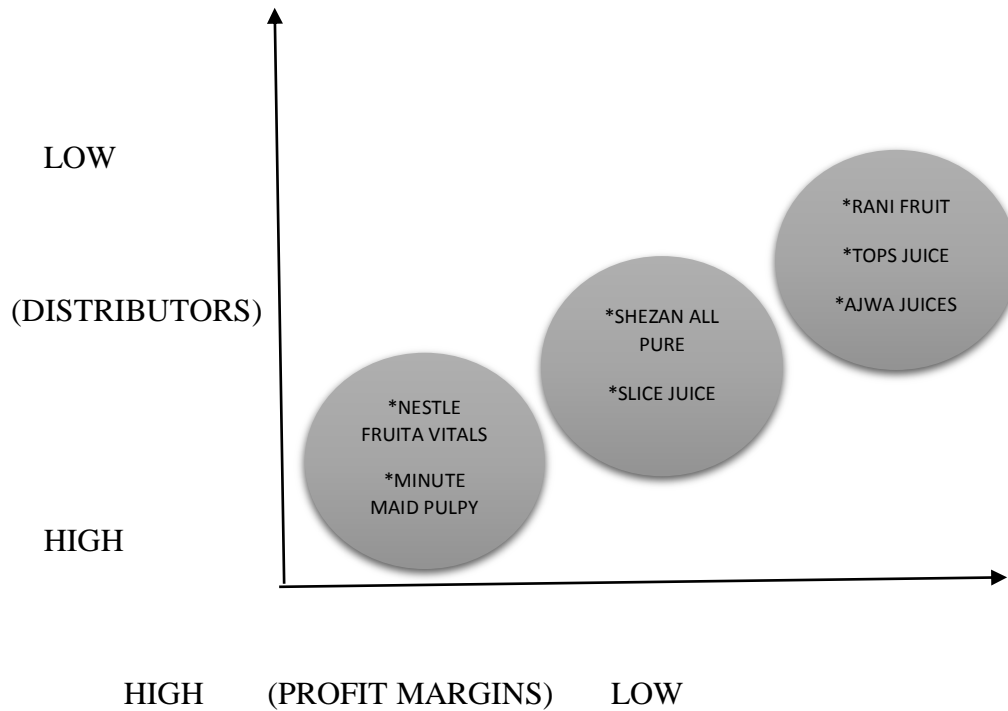 LOW
(DISTRIBUTORS)
HIGH
*NESTLE
FRUITA VITALS
*MINUTE
MAID PULPY
*SHEZAN ALL
PURE
*SLICE JUICE
*RANI FRUIT
*TOPS JUICE
*AJWA JUICES
HIGH (PROFIT MARGINS) LOW